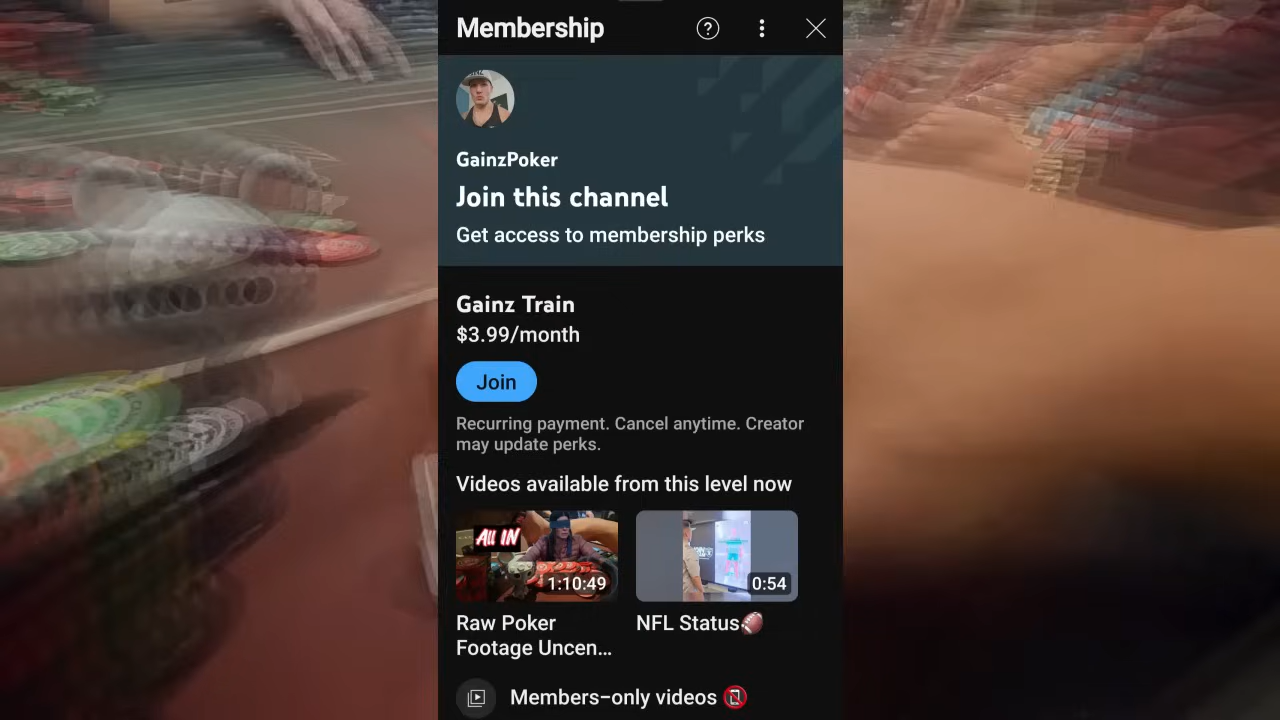 Membership
GainzPoker
Join this channel
Get access to membership perks
Gainz Train
$3.99/month
Join
Recurring payment. Cancel anytime. Creator
may update perks.
Videos available from this level now
ALL IN
1:10:49
0:54
Raw Poker
Footage Uncen...
NFL Status🏈
Members-only videos 📵